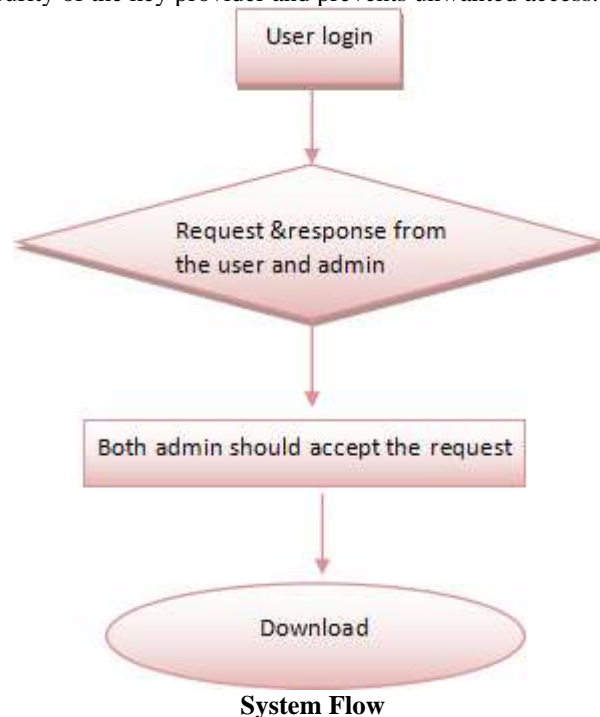 of the key provider and prevents unwanted access.
User login
Request &response from
the user and admin
Both admin should accept the request
Download
System Flow